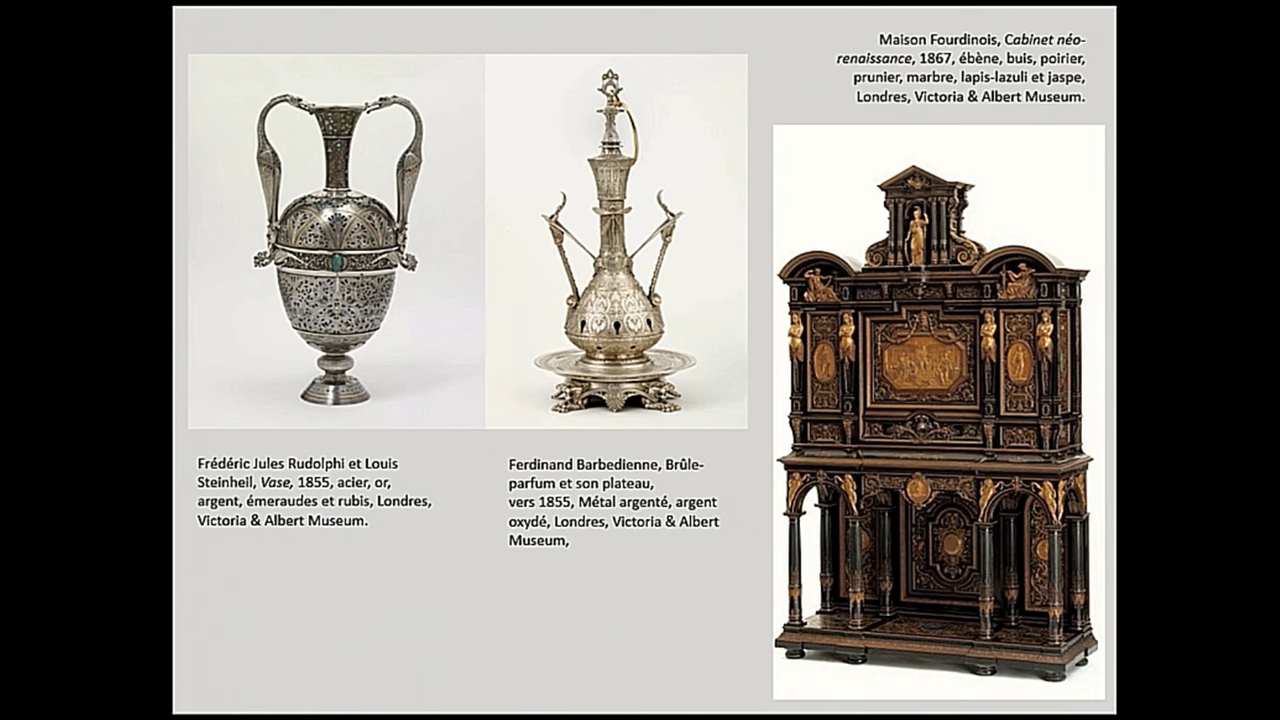 Maison Fourdinois, Cabinet néo-
renaissance, 1867, ébène, buis, poirier,
prunier, marbre, lapis-lazuli et jaspe,
Londres, Victoria & Albert Museum.
Frédéric Jules Rudolphi et Louis
Steinheil, Vase, 1855, acier, or,
argent, émeraudes et rubis, Londres,
Victoria & Albert Museum.
Ferdinand Barbedienne, Brûle-
parfum et son plateau,
vers 1855, Métal argenté, argent
oxydé, Londres, Victoria & Albert
Museum,